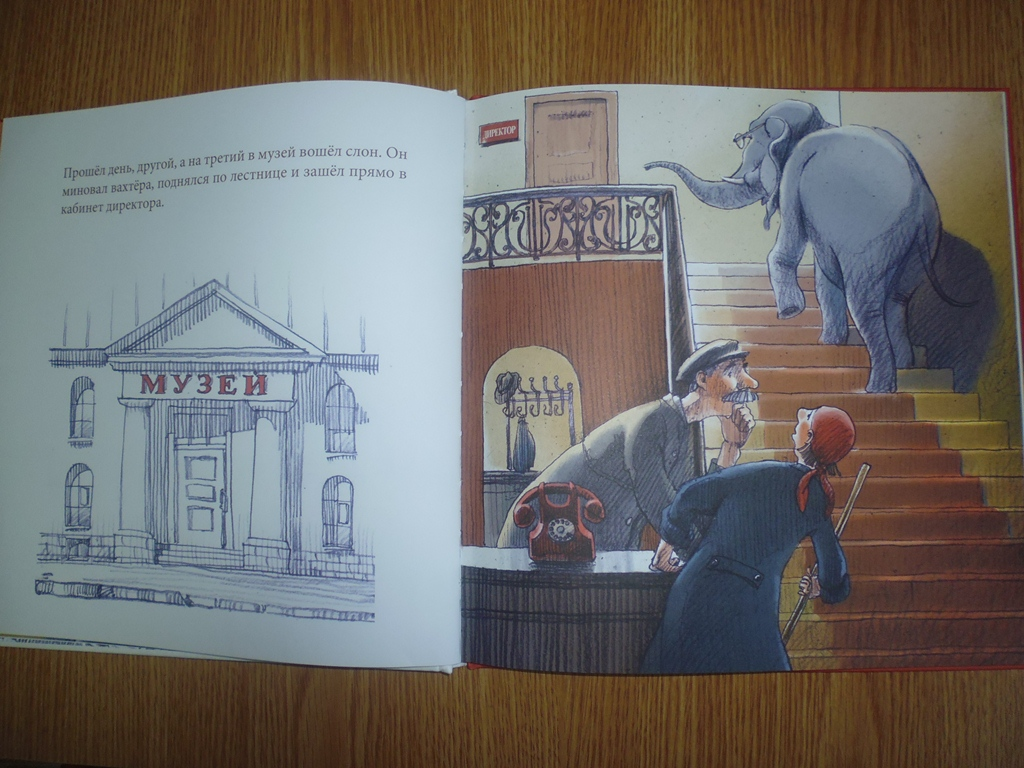 Прошёл день, другой, а на третий в музей вошёл слон. Он
миновал вахтёра, поднялся по лестнице и зашёл прямо в
кабинет директора.
МУЗЕЙ
ДИРЕКТОР